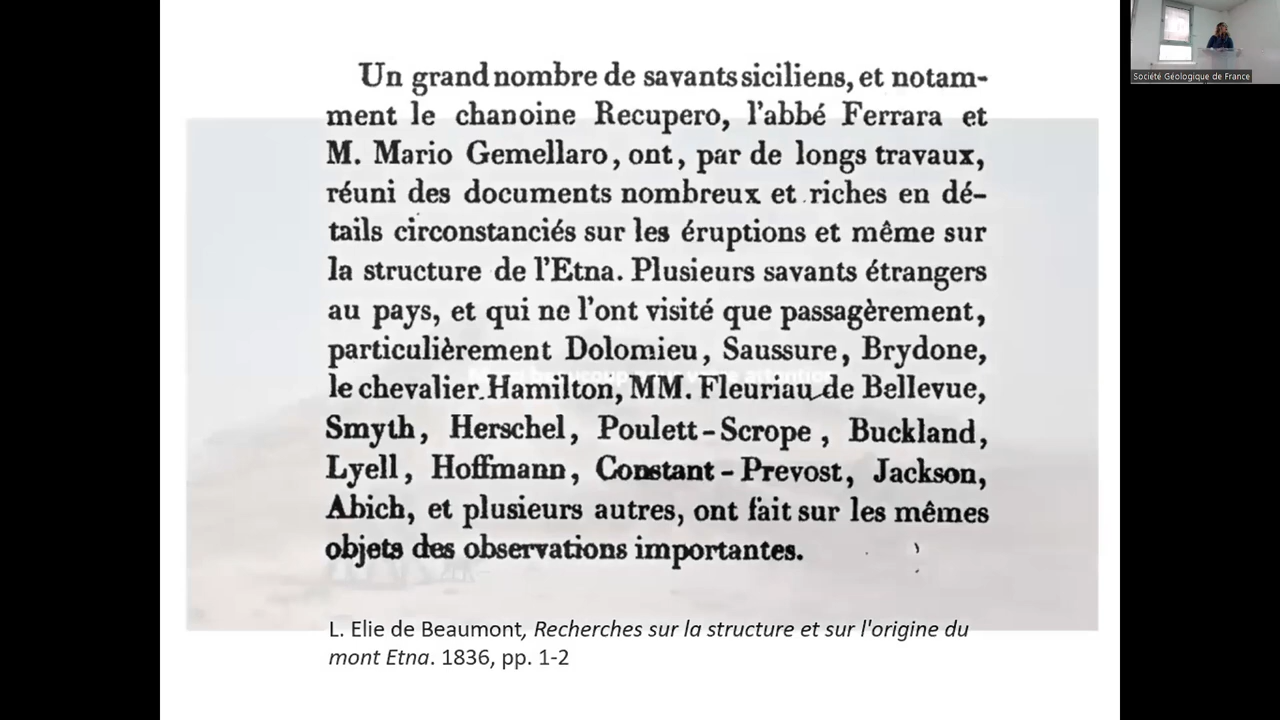 Un grand nombre de savants siciliens, et notam-
ment le chanoine Recupero, l'abbé Ferrara et
M. Mario Gemellaro, ont, par de longs travaux,
réuni des documents nombreux et riches en dé-
tails circonstanciés sur les éruptions et même sur
la structure de l'Etna. Plusieurs savants étrangers
au pays, et qui ne l'ont visité que passagèrement,
particulièrement Dolomieu, Saussure, Brydone,
le chevalier Hamilton, MM. Fleuriau de Bellevue,
Smyth, Herschel, Poulett-Scrope, Buckland,
Lyell, Hoffmann, Constant-Prevost, Jackson,
Abich, et plusieurs autres, ont fait sur les mêmes
objets des observations importantes.
L. Elie de Beaumont, Recherches sur la structure et sur l'origine du
mont Etna. 1836, pp. 1-2
Société Géologique de France